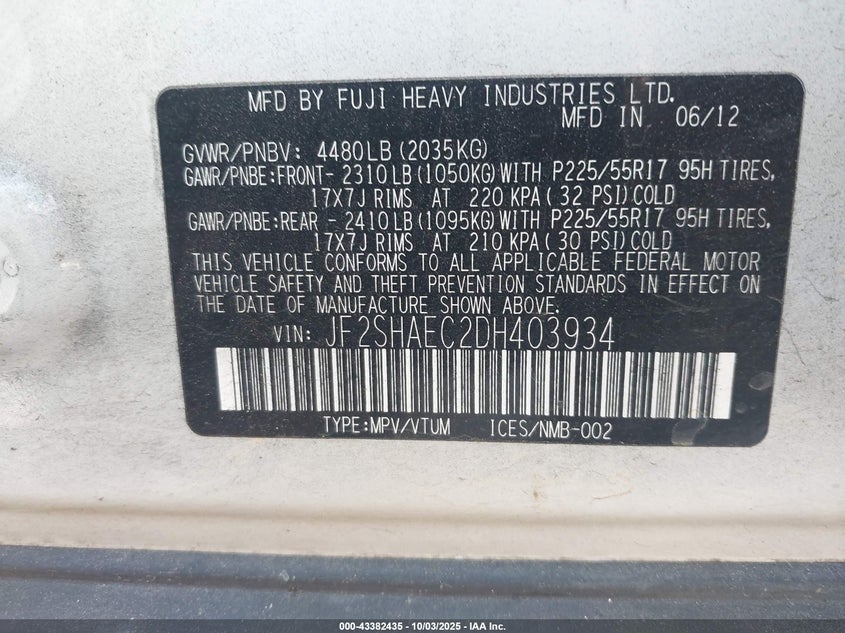 MFD BY FUJI HEAVY INDUSTRIES LTD.
MFD IN 06/12
GVWR/PNBV: 4480LB(2035KG)
GAWR/PNBE:FRONT-2310LB(1050KG)WITH P225/55R17 95H TIRES,
17X7J RIMS AT 220 KPA(32 PSI)COLD
GAWR/PNBE:REAR -2410LB(1095KG)WITH P225/55R17 95H TIRES,
17X7J RIMS AT 210 KPA(30 PSI)COLD
THIS VEHICLE CONFORMS TO ALL APPLICABLE FEDERAL MOTOR
VEHICLE SAFETY AND THEFT PREVENTION STANDARDS IN EFFECT ON
THE DATE OF MANUFACTURE SHOWN ABOVE.
VIN: JF2SHAEC2DH403934
TYPE:MPV/VTUM ICES/NMB-002
000-43382435 - 10/03/2025 - IAA Inc.